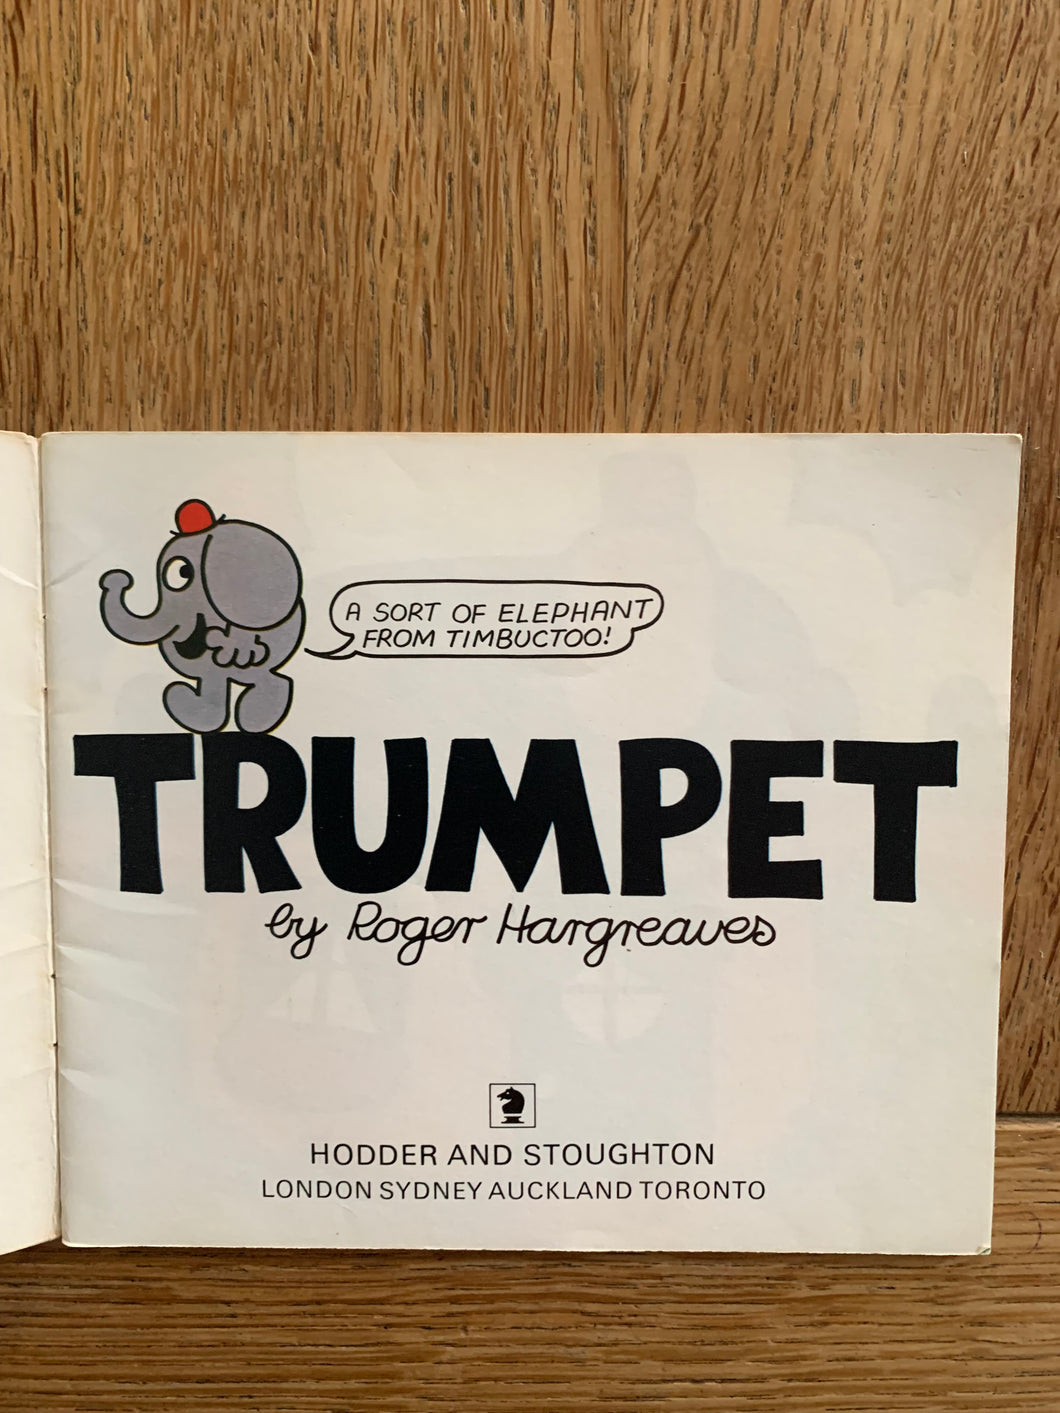 A SORT OF ELEPHANT
FROM TIMBUCTOO!
TRUMPET
by Roger Hargreaves
HODDER AND STOUGHTON
LONDON SYDNEY AUCKLAND TORONTO